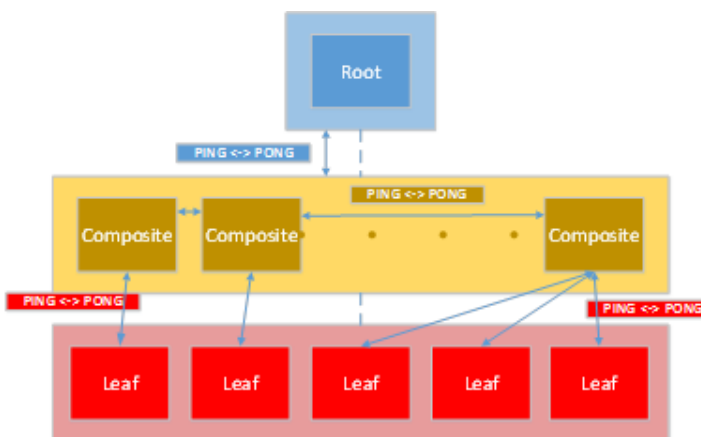 Root
PING <-> PONG
PING <-> PONG
Composite
Composite
Composite
PING <-> PONG
PING <-> PONG
Leaf
Leaf
Leaf
Leaf
Leaf